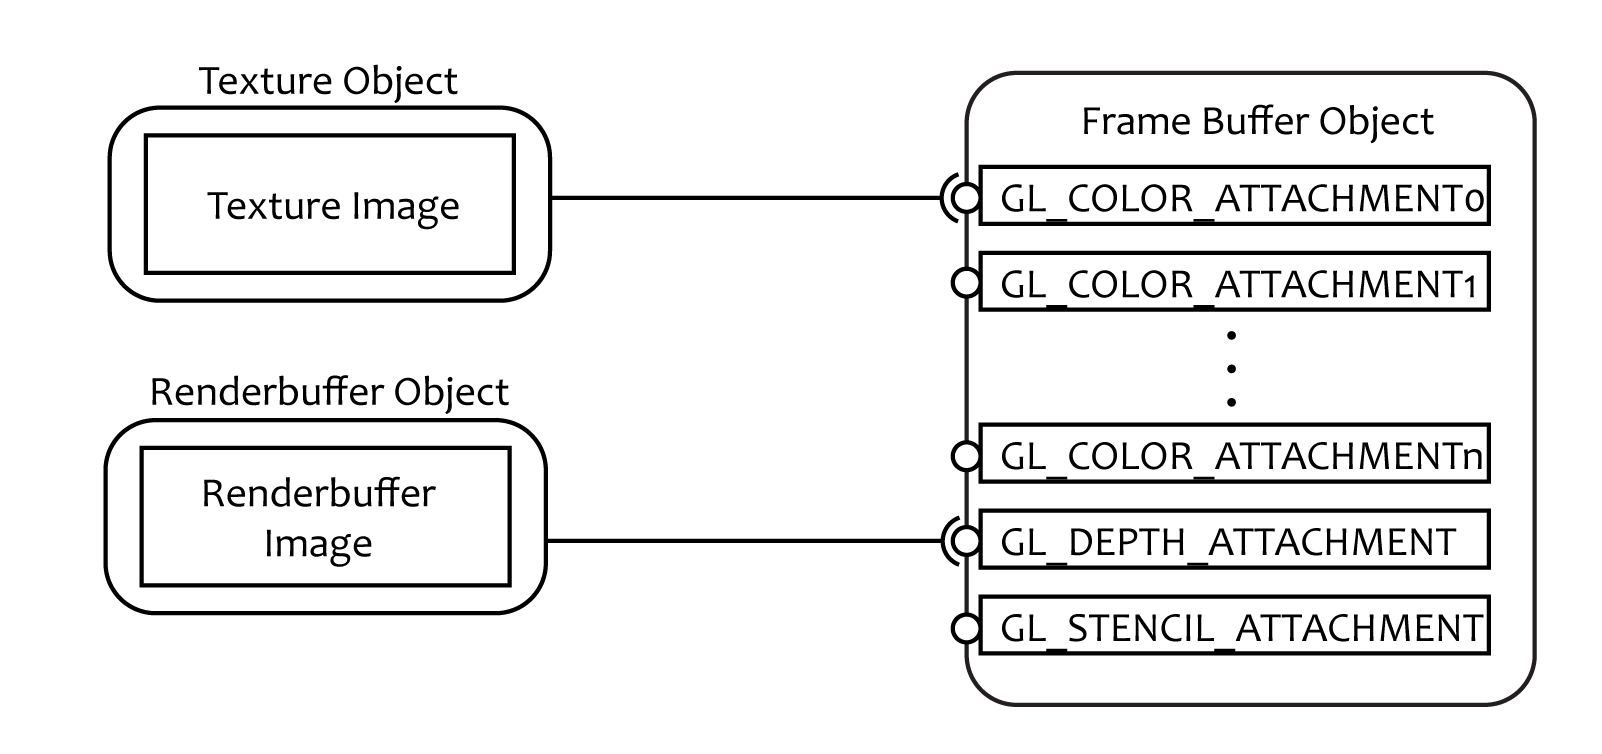 Texture Object
Texture Image
Renderbuffer Object
Renderbuffer
Image
Frame Buffer Object
GL_COLOR_ATTACHMENT0
GL_COLOR_ATTACHMENT1
GL_COLOR_ATTACHMENTn
GL_DEPTH_ATTACHMENT
GL_STENCIL_ATTACHMENT